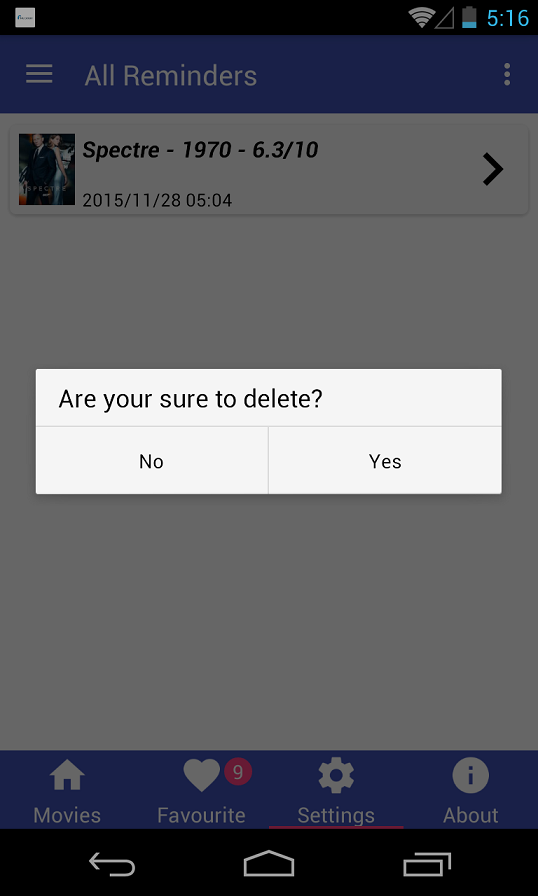 5:16
All Reminders
Spectre - 1970 - 6.3/10
SPECTRE
2015/11/28 05:04
Are your sure to delete?
No
Yes
9
Movies
Favourite
Settings
About